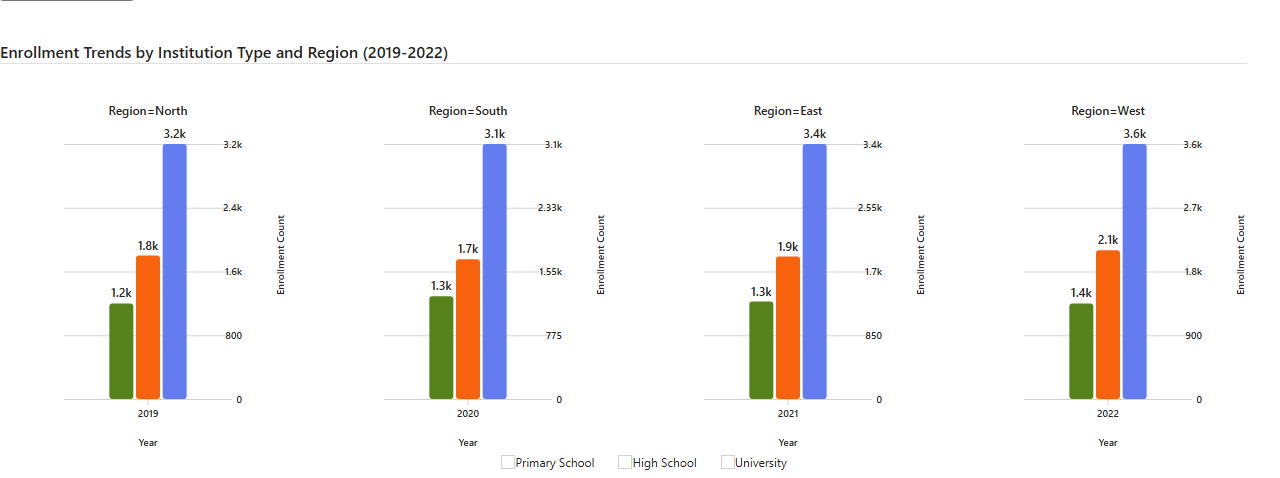 Enrollment Trends by Institution Type and Region (2019-2022)
Region=North
3.2k
3.2k
2.4k
1.8k
1.6k
1.2k
800
0
Enrollment Count
2019
Year
Region=South
3.1k
3.1k
2.33k
1.7k
1.55k
1.3k
775
0
Enrollment Count
2020
Year
Region=East
3.4k
3.4k
2.55k
1.9k
1.7k
1.3k
850
0
Enrollment Count
2021
Year
Region=West
3.6k
3.6k
2.7k
2.1k
1.8k
1.4k
900
0
Enrollment Count
2022
Year
Primary School High School University